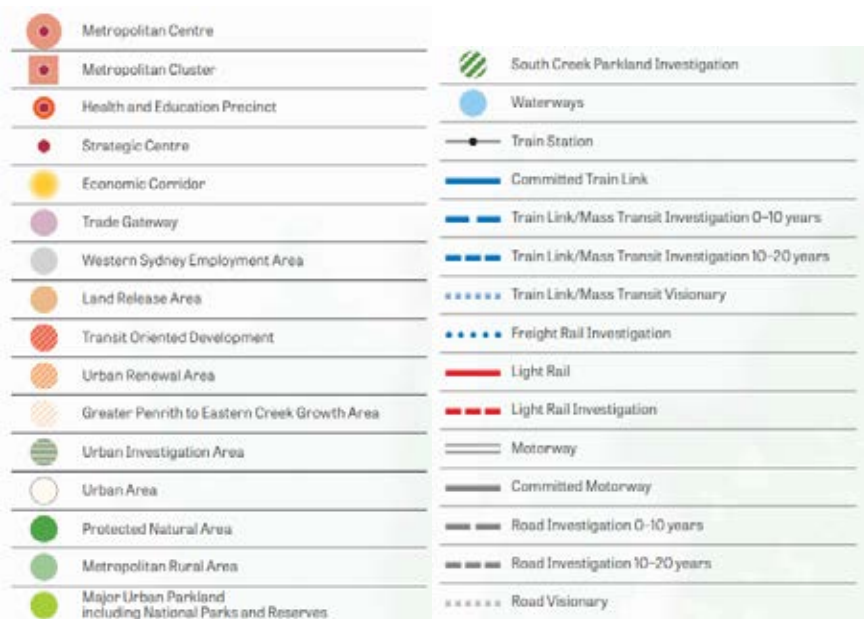 Metropolitan Centre
Metropolitan Cluster
Health and Education Precinct
Strategic Centre
Economic Corridor
Trade Gateway
Western Sydney Employment Area
Land Release Area
Transit Oriented Development
Urban Renewal Area
Greater Penrith to Eastern Creek Growth Area
Urban Investigation Area
Urban Area
Protected Natural Area
Metropolitan Rural Area
Major Urban Parkland
including National Parks and Reserves
South Creek Parkland Investigation
Waterways
Train Station
Committed Train Link
Train Link/Mass Transit Investigation 0–10 years
Train Link/Mass Transit Investigation 10–20 years
Train Link/Mass Transit Visionary
Freight Rail Investigation
Light Rail
Light Rail Investigation
Motorway
Committed Motorway
Road Investigation 0–10 years
Road Investigation 10–20 years
Road Visionary